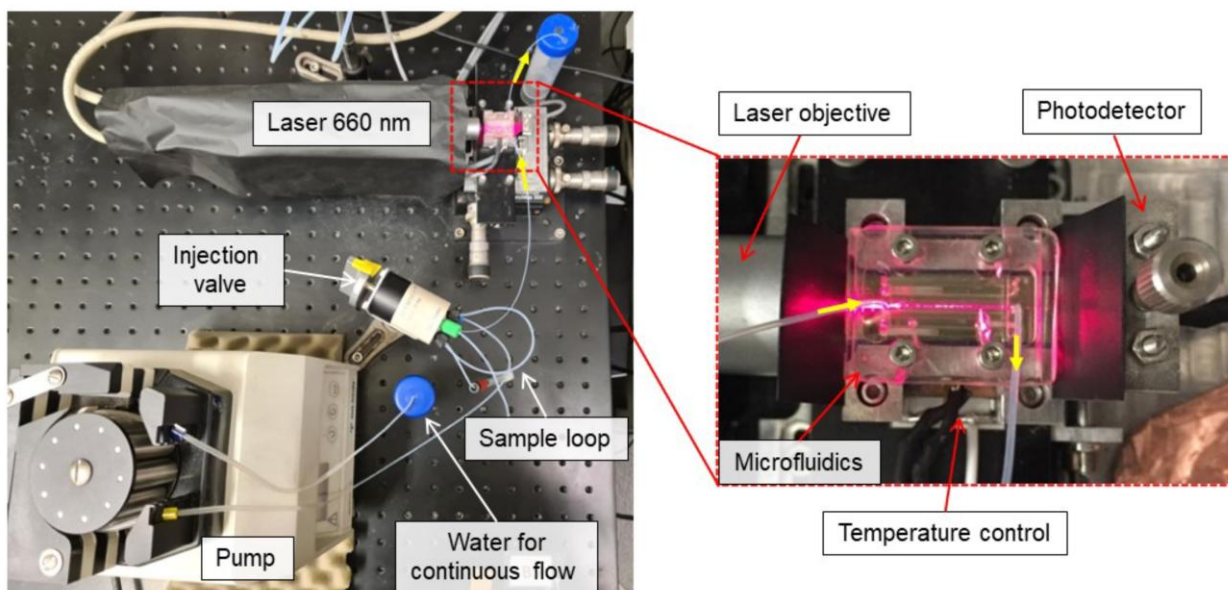 Laser 660 nm
Injection
valve
Sample loop
Water for
continuous flow
Pump
Laser objective
Photodetector
Microfluidics
Temperature control